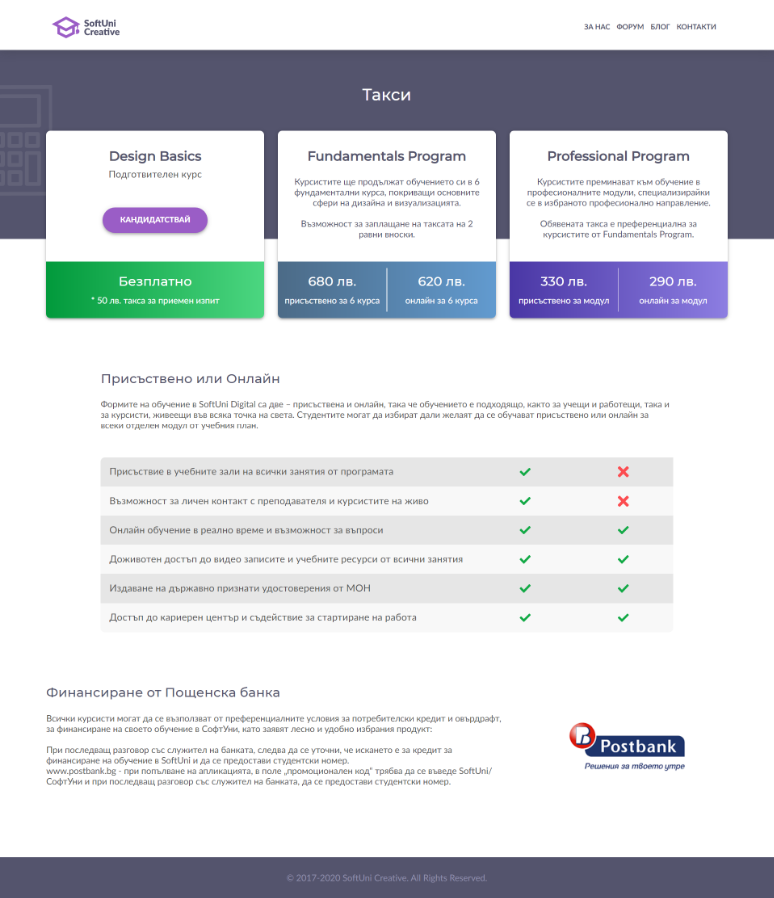 SoftUni
Creative
ЗА НАС ФОРУМ БЛОГ КОНТАКТИ
Такси
Design Basics
Подготвителен курс
КАНДИДАТСТВАЙ
Безплатно
* 50 лв. такса за приемен изпит
Fundamentals Program
Курсистите ще продължат обучението си в 6
фундаментални курса, покриващи основните
сфери на дизайна и визуализацията.
Възможност за заплащане на таксата на 2
равни вноски.
680 лв.
присъствено за 6 курса
620 лв.
онлайн за 6 курса
Professional Program
Курсистите преминават към обучение в
професионалните модули, специализирайки
се в избраното професионално направление.
Обявената такса е преференциална за
курсистите от Fundamentals Program.
330 лв.
присъствено за модул
290 лв.
онлайн за модул
Присъствено или Онлайн
Формите на обучение в SoftUni Digital са две – присъствена и онлайн, така че обучението е подходящо, както за учещи и работещи, така и
за курсисти, живеещи във всяка точка на света. Студентите могат да избират дали желаят да се обучават присъствено или онлайн за
всеки отделен модул от учебния план.
Присъствие в учебните зали на всички занятия от програмата
Възможност за личен контакт с преподавателя и курсистите на живо
Онлайн обучение в реално време и възможност за въпроси
Доживотен достъп до видео записите и учебните ресурси от всички занятия
Издаване на държавно признати удостоверения от МОН
Достъп до кариерен център и съдействие за стартиране на работа
Финансиране от Пощенска банка
Всички курсисти могат да се възползват от преференциалните условия за потребителски кредит и овърдрафт,
за финансиране на своето обучение в СофтУни, като заявят лесно и удобно избрания продукт:
При последващ разговор със служител на банката, следва да се уточни, че искането е за кредит за
финансиране на обучение в SoftUni и да се предостави студентски номер.
www.postbank.bg - при попълване на апликацията, в поле „промоционален код" трябва да се въведе SoftUni/
СофтУни и при последващ разговор със служител на банката, да се предостави студентски номер.
Postbank
Решения за твоето утре
© 2017-2020 SoftUni Creative. All Rights Reserved.